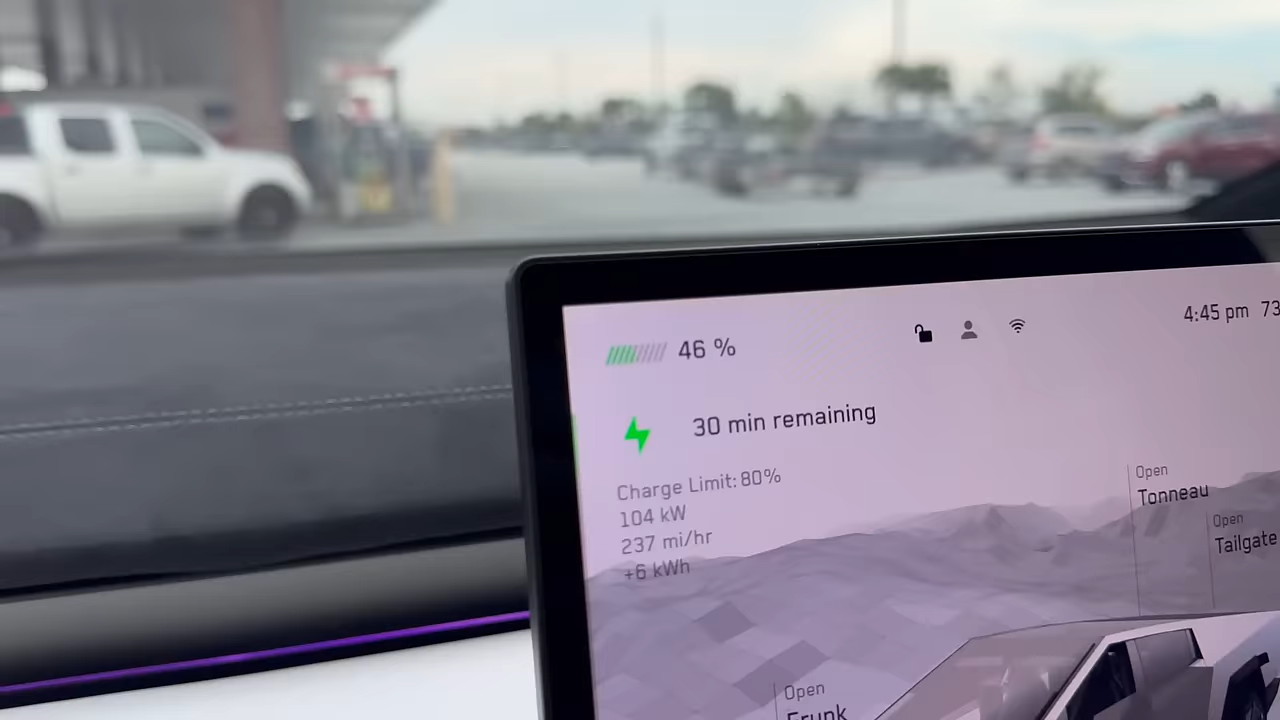 46 %
4:45 pm 73
30 min remaining
Charge Limit: 80%
104 kW
237 mi/hr
+6 kWh
Open
Tonneau
Open
Tailgate
Open
Frunk